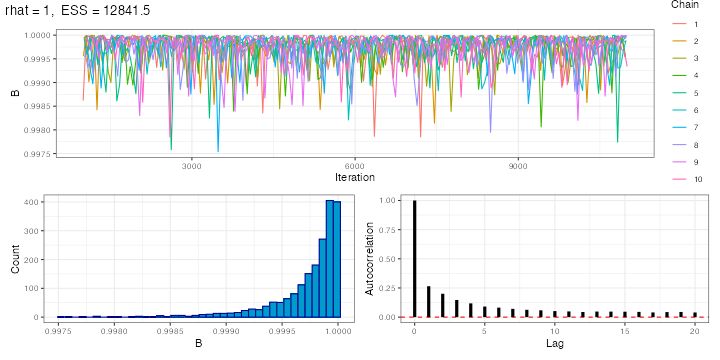 rhat = 1, ESS = 12841.5
Chain
1
2
3
4
5
6
7
8
9
10
B
1.0000
0.9995
0.9990
0.9985
0.9980
0.9975
3000 6000 9000
Iteration
Count
400
300
200
100
0
0.9975 0.9980 0.9985 0.9990 0.9995 1.0000
B
Autocorrelation
1.00
0.75
0.50
0.25
0.00
0 5 10 15 20
Lag